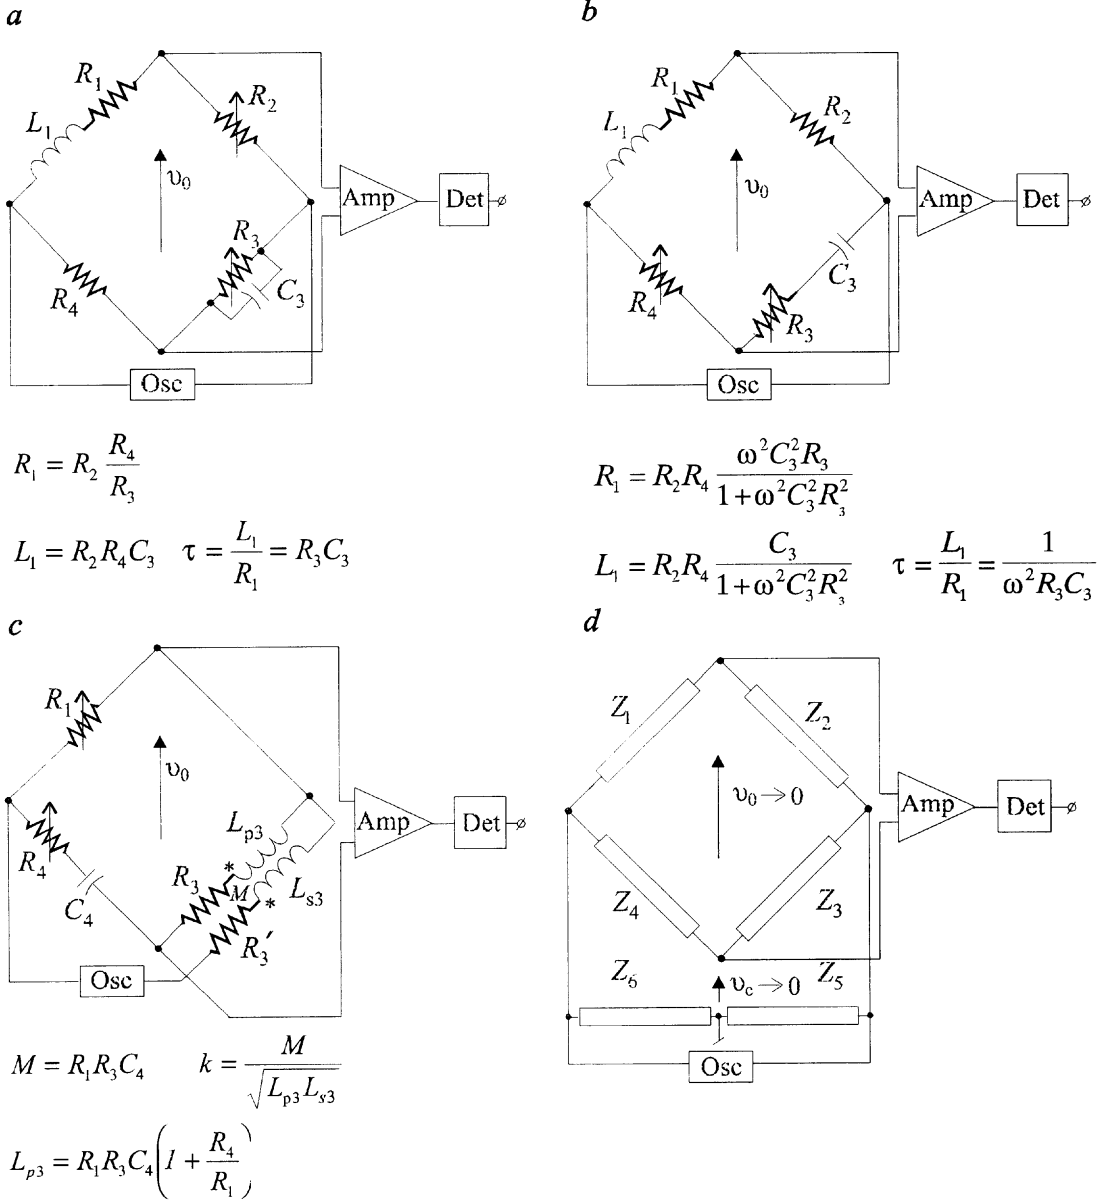 a
R₁
R₂
L₁
υ₀
Amp
Det
R₃
R₄
C₃
Osc
R₁ = R₂ R₄/R₃
L₁ = R₂R₄C₃ τ = L₁/R₁ = R₃C₃
b
R₁
R₂
L₁
υ₀
Amp
Det
C₃
R₄
R₃
Osc
R₁ = R₂R₄ ω²C₃²R₃/(1+ω²C₃²R₃²)
L₁ = R₂R₄ C₃/(1+ω²C₃²R₃²) τ = L₁/R₁ = 1/(ω²R₃C₃)
c
R₁
υ₀
Amp
Det
Lₚ₃
R₄
R₃
*
M
Lₛ₃
*
C₄
R₃′
Osc
M = R₁R₃C₄ k = M/√(Lₚ₃Lₛ₃)
Lₚ₃ = R₁R₃C₄(1 + R₄/R₁)
d
Z₁
Z₂
υ₀→0
Amp
Det
Z₄
Z₃
Z₆
υ_c→0
Z₅
Osc